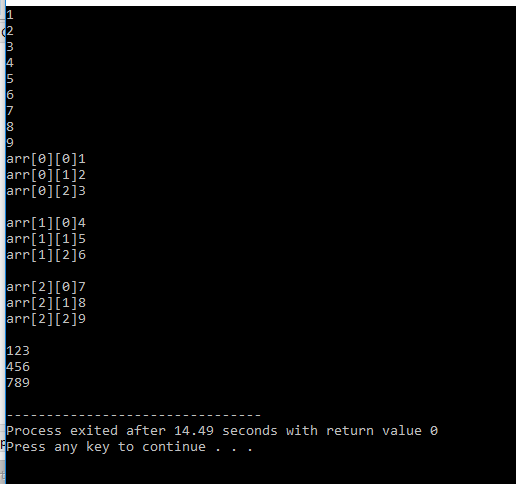 1
2
3
4
5
6
7
8
9
arr[0][0]1
arr[0][1]2
arr[0][2]3
arr[1][0]4
arr[1][1]5
arr[1][2]6
arr[2][0]7
arr[2][1]8
arr[2][2]9
123
456
789
--------------------------------
Process exited after 14.49 seconds with return value 0
Press any key to continue . . .